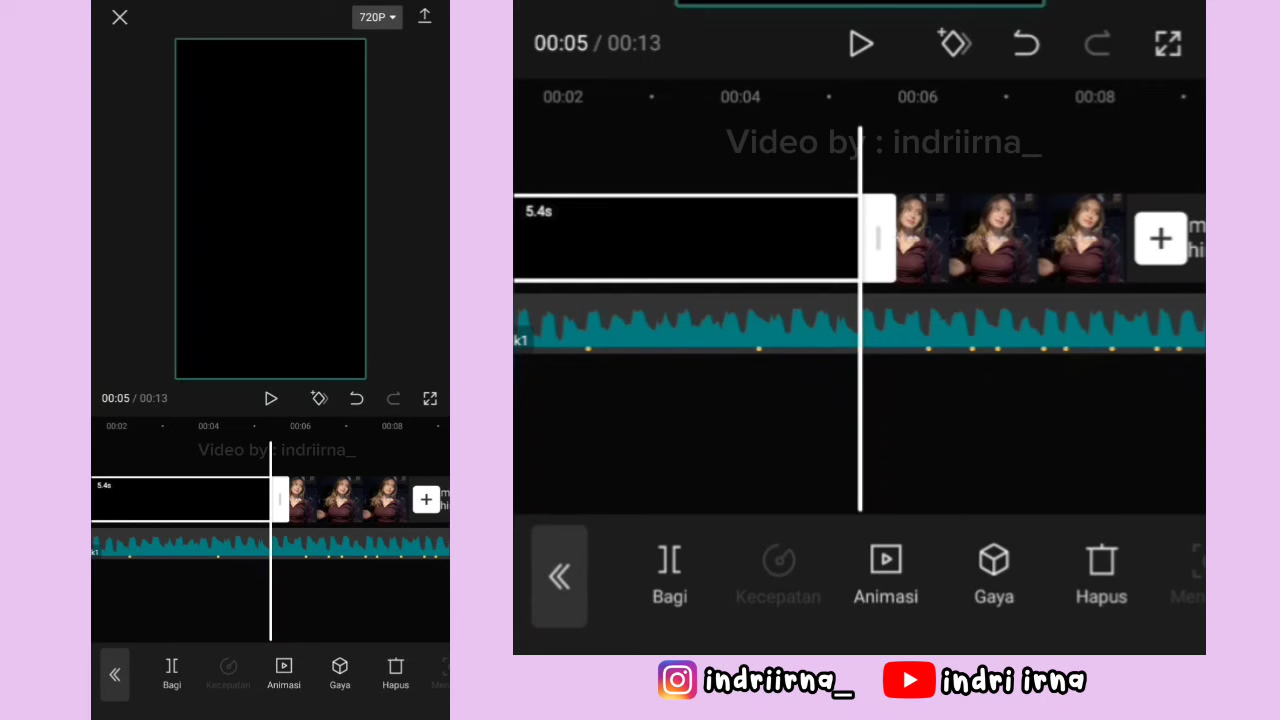 720P
00:05 / 00:13
00:02 00:04 00:06 00:08
Video by : indriirna_
5.4s
k1
Bagi Kecepatan Animasi Gaya Hapus
00:05 / 00:13
00:02 00:04 00:06 00:08
Video by : indriirna_
5.4s
k1
Bagi Kecepatan Animasi Gaya Hapus
indriirna_ indri irna